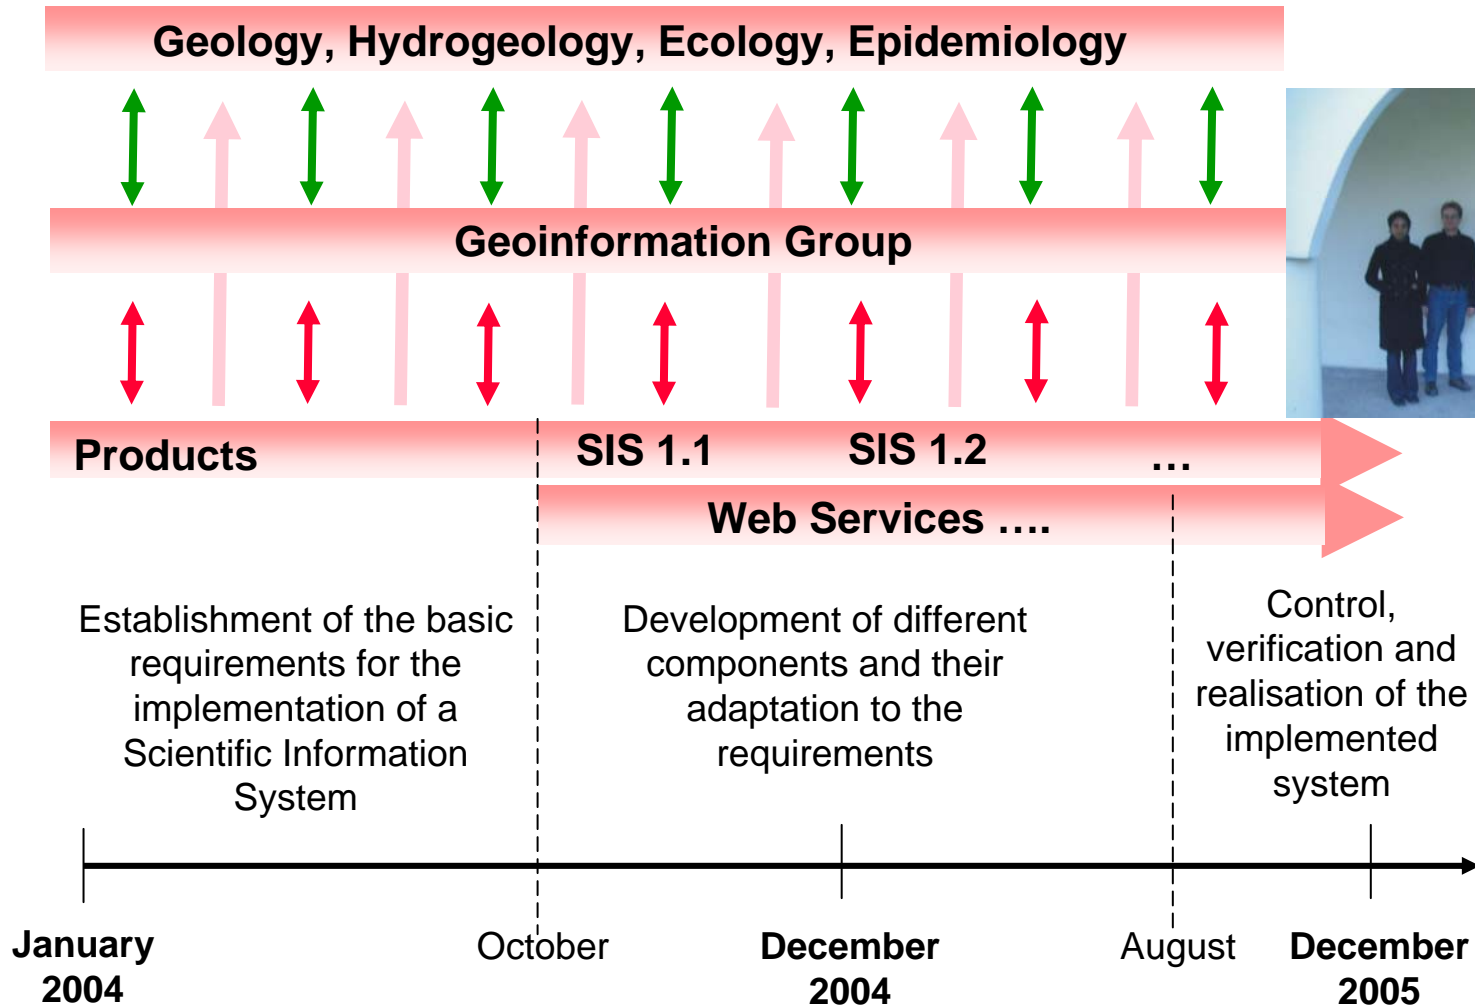 Geology, Hydrogeology, Ecology, Epidemiology
Geoinformation Group
Products
SIS 1.1
SIS 1.2
...
Web Services ....
Establishment of the basic
requirements for the
implementation of a
Scientific Information
System
Development of different
components and their
adaptation to the
requirements
Control,
verification and
realisation of the
implemented
system
January
2004
October
December
2004
August
December
2005